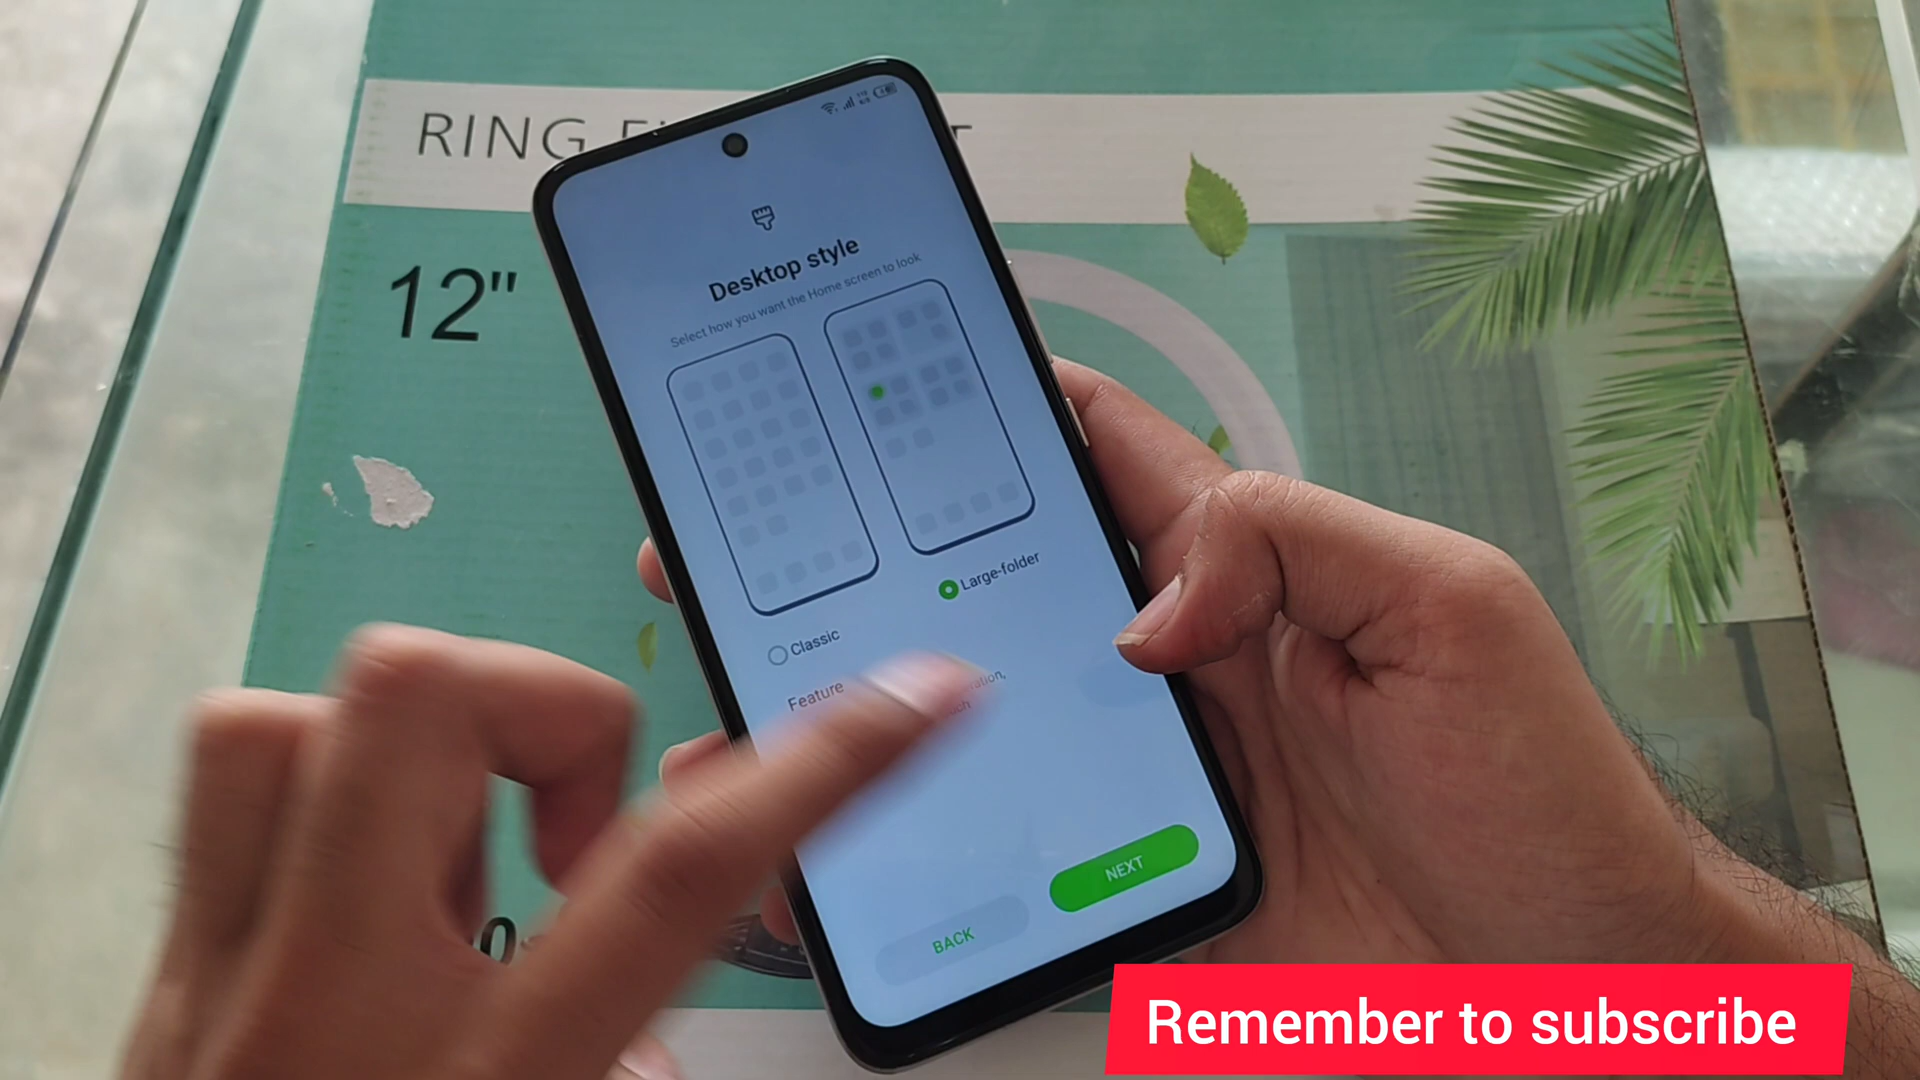 RING
12"
Desktop style
Select how you want the Home screen to look
Large-folder
Classic
Feature
NEXT
BACK
Remember to subscribe